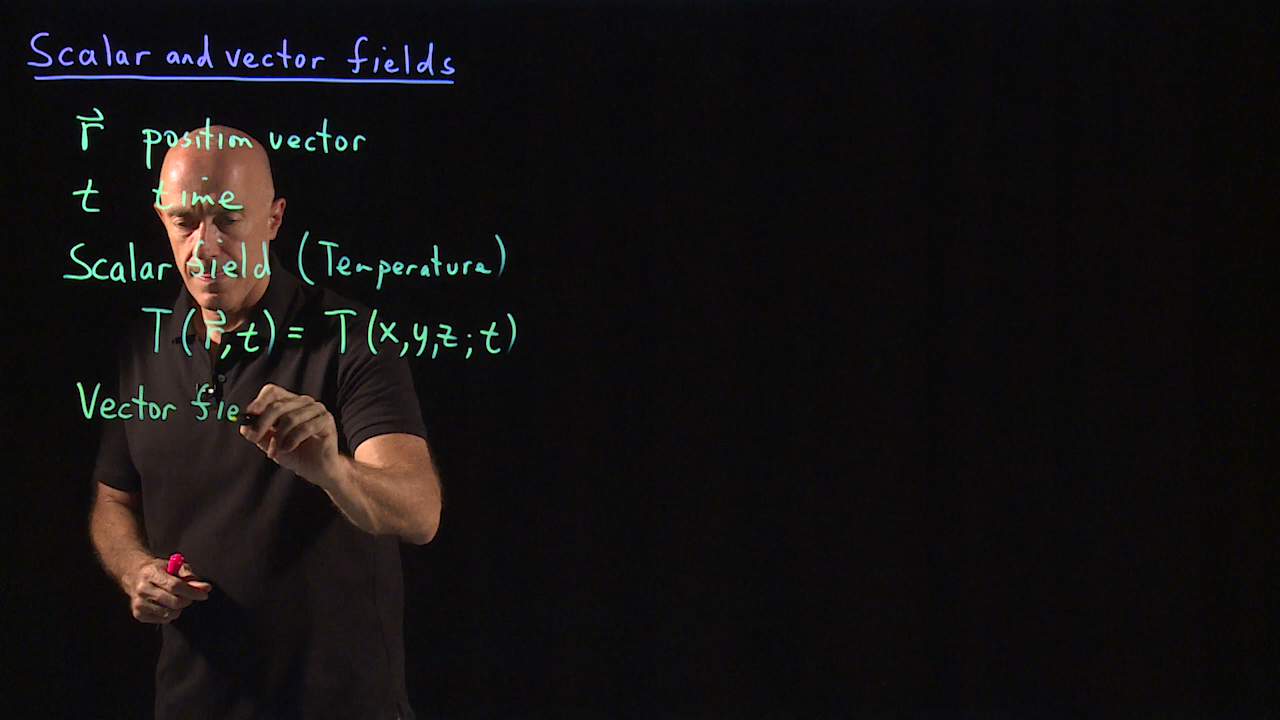 Scalar and vector fields
r⃗ position vector
t time
Scalar field (Temperature)
T(r⃗,t) = T(x,y,z;t)
Vector fie